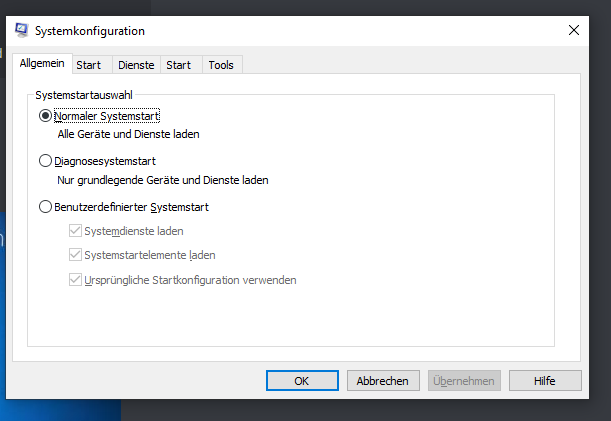 Systemkonfiguration
Allgemein Start Dienste Start Tools
Systemstartauswahl
Normaler Systemstart
Alle Geräte und Dienste laden
Diagnosesystemstart
Nur grundlegende Geräte und Dienste laden
Benutzerdefinierter Systemstart
Systemdienste laden
Systemstartelemente laden
Ursprüngliche Startkonfiguration verwenden
OK Abbrechen Übernehmen Hilfe